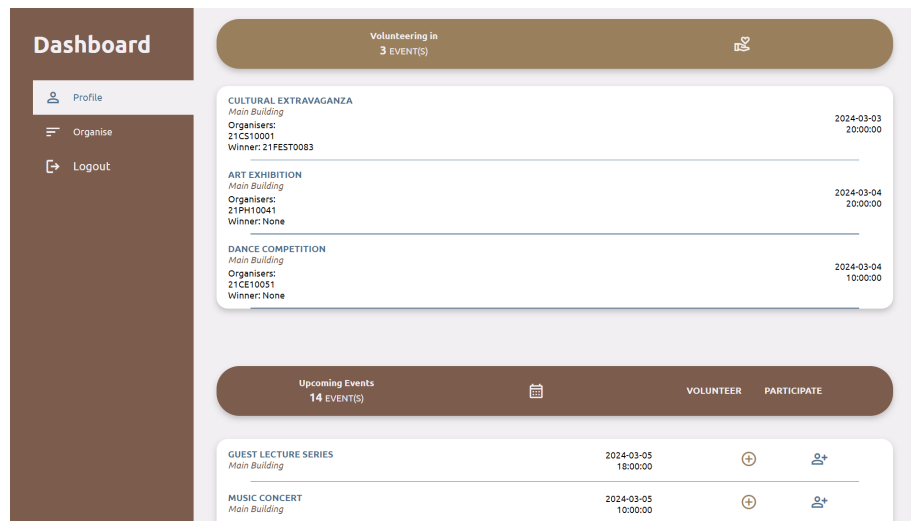 Dashboard
Profile
Organise
Logout
Volunteering in
3 EVENT(S)
CULTURAL EXTRAVAGANZA
Main Building
Organisers:
21CS10001
Winner: 21FEST0083
2024-03-03
20:00:00
ART EXHIBITION
Main Building
Organisers:
21PH10041
Winner: None
2024-03-04
20:00:00
DANCE COMPETITION
Main Building
Organisers:
21CE10051
Winner: None
2024-03-04
10:00:00
Upcoming Events
14 EVENT(S)
VOLUNTEER PARTICIPATE
GUEST LECTURE SERIES
Main Building
2024-03-05
18:00:00
MUSIC CONCERT
Main Building
2024-03-05
10:00:00